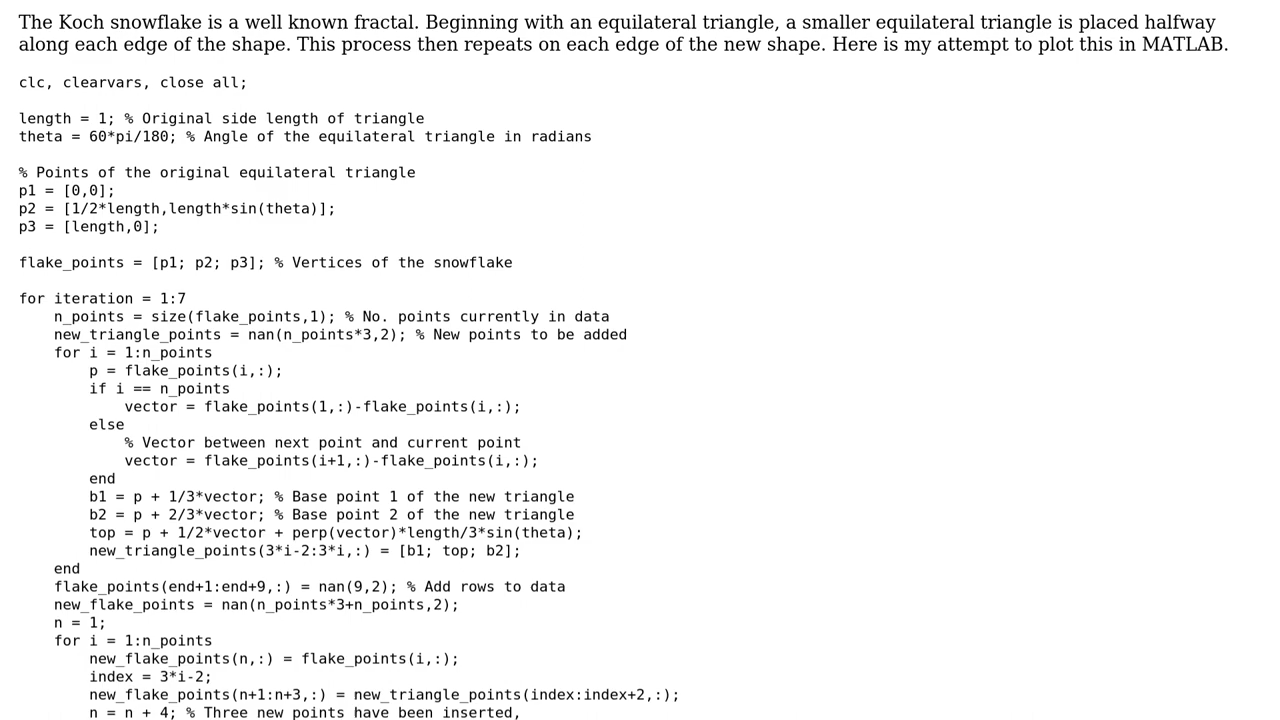 The Koch snowflake is a well known fractal. Beginning with an equilateral triangle, a smaller equilateral triangle is placed halfway
along each edge of the shape. This process then repeats on each edge of the new shape. Here is my attempt to plot this in MATLAB.
clc, clearvars, close all;
length = 1; % Original side length of triangle
theta = 60*pi/180; % Angle of the equilateral triangle in radians
% Points of the original equilateral triangle
p1 = [0,0];
p2 = [1/2*length,length*sin(theta)];
p3 = [length,0];
flake_points = [p1; p2; p3]; % Vertices of the snowflake
for iteration = 1:7
    n_points = size(flake_points,1); % No. points currently in data
    new_triangle_points = nan(n_points*3,2); % New points to be added
    for i = 1:n_points
        p = flake_points(i,:);
        if i == n_points
            vector = flake_points(1,:)-flake_points(i,:);
        else
            % Vector between next point and current point
            vector = flake_points(i+1,:)-flake_points(i,:);
        end
        b1 = p + 1/3*vector; % Base point 1 of the new triangle
        b2 = p + 2/3*vector; % Base point 2 of the new triangle
        top = p + 1/2*vector + perp(vector)*length/3*sin(theta);
        new_triangle_points(3*i-2:3*i,:) = [b1; top; b2];
    end
    flake_points(end+1:end+9,:) = nan(9,2); % Add rows to data
    new_flake_points = nan(n_points*3+n_points,2);
    n = 1;
    for i = 1:n_points
        new_flake_points(n,:) = flake_points(i,:);
        index = 3*i-2;
        new_flake_points(n+1:n+3,:) = new_triangle_points(index:index+2,:);
        n = n + 4; % Three new points have been inserted,